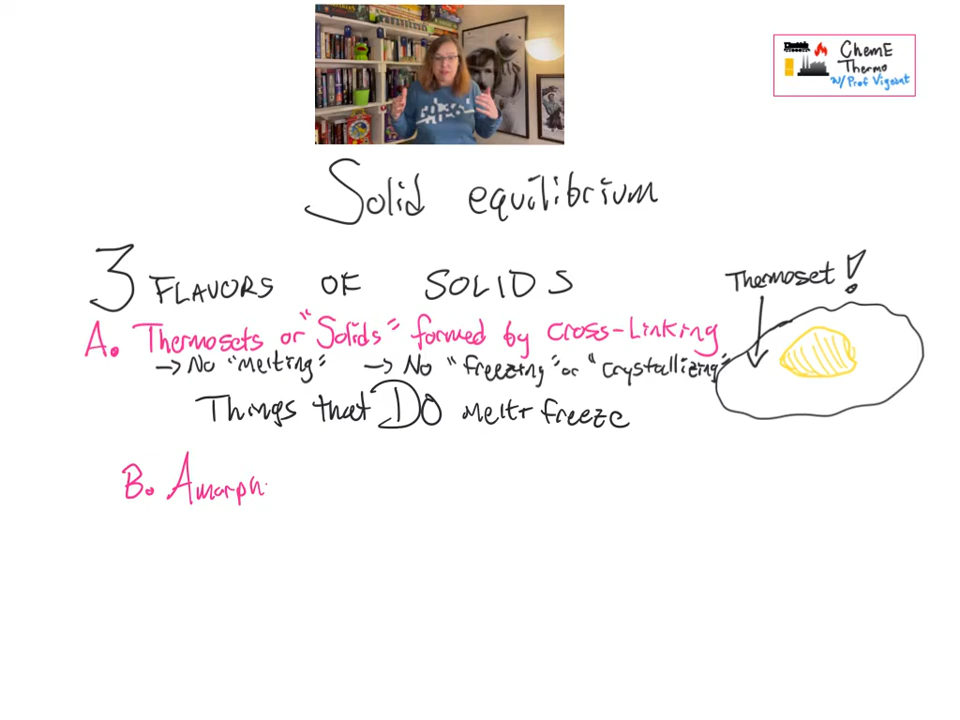 ChemE
Thermo
w/ Prof Vigeant
Solid equilibrium
3 FLAVORS OF SOLIDS
Thermoset!
A. Thermosets or "Solids" formed by cross-Linking
→ No "melting" → No "freezing" or "crystallizing"
Things that DO melt + freeze
B. Amorph